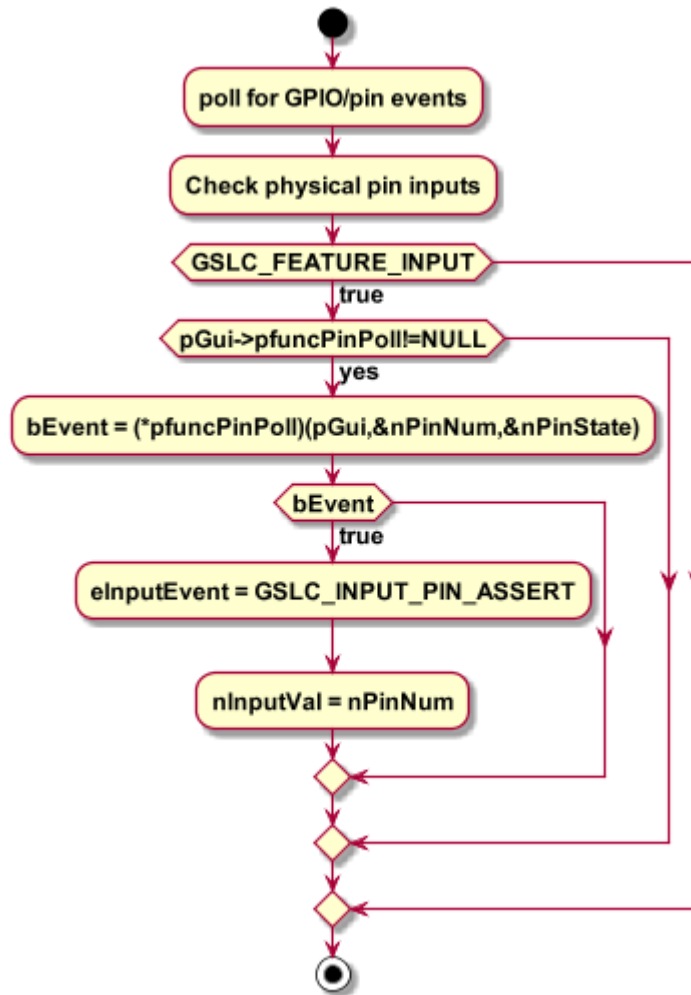 poll for GPIO/pin events
Check physical pin inputs
GSLC_FEATURE_INPUT
true
pGui->pfuncPinPoll!=NULL
yes
bEvent = (*pfuncPinPoll)(pGui,&nPinNum,&nPinState)
bEvent
true
eInputEvent = GSLC_INPUT_PIN_ASSERT
nInputVal = nPinNum